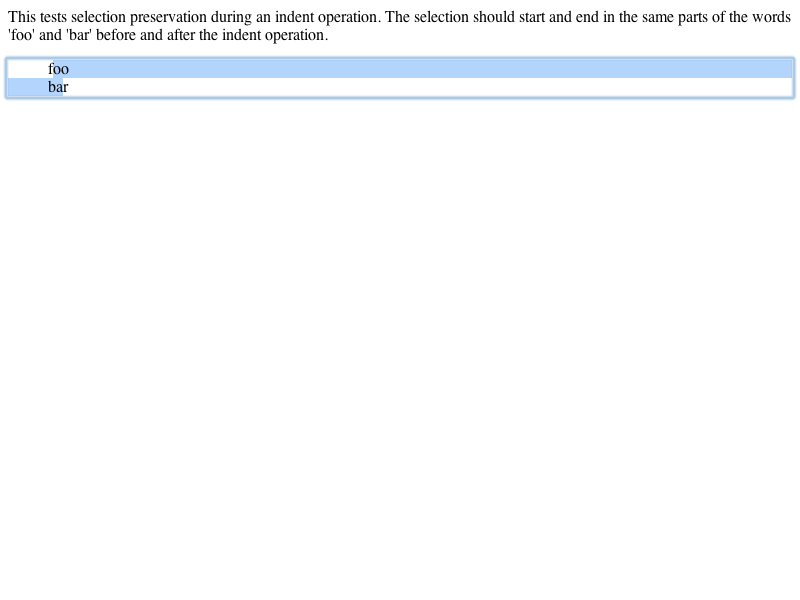 This tests selection preservation during an indent operation. The selection should start and end in the same parts of the words
'foo' and 'bar' before and after the indent operation.
foo
bar